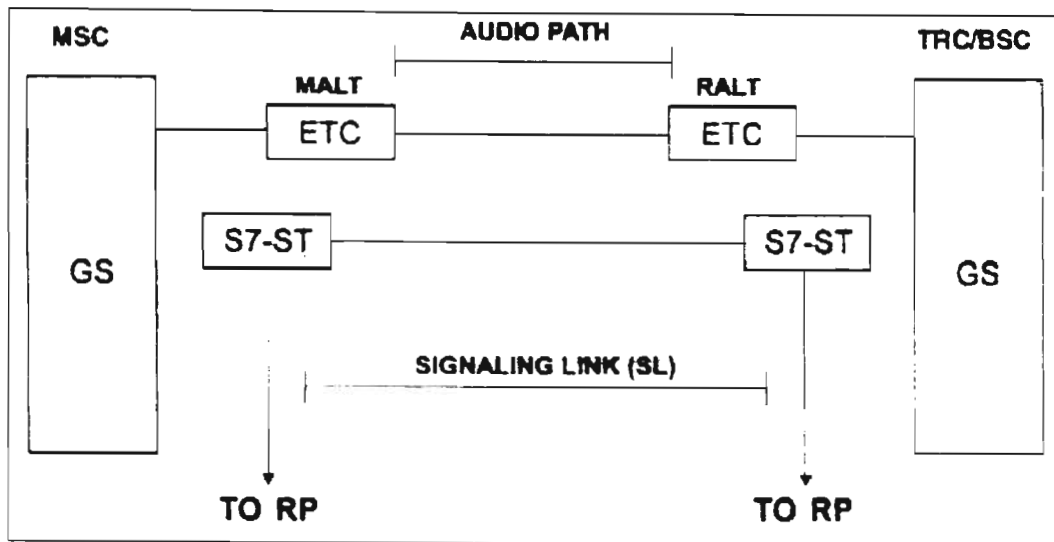 MSC
AUDIO PATH
TRC/BSC
MALT
RALT
ETC
ETC
S7-ST
S7-ST
GS
GS
SIGNALING LINK (SL)
TO RP
TO RP